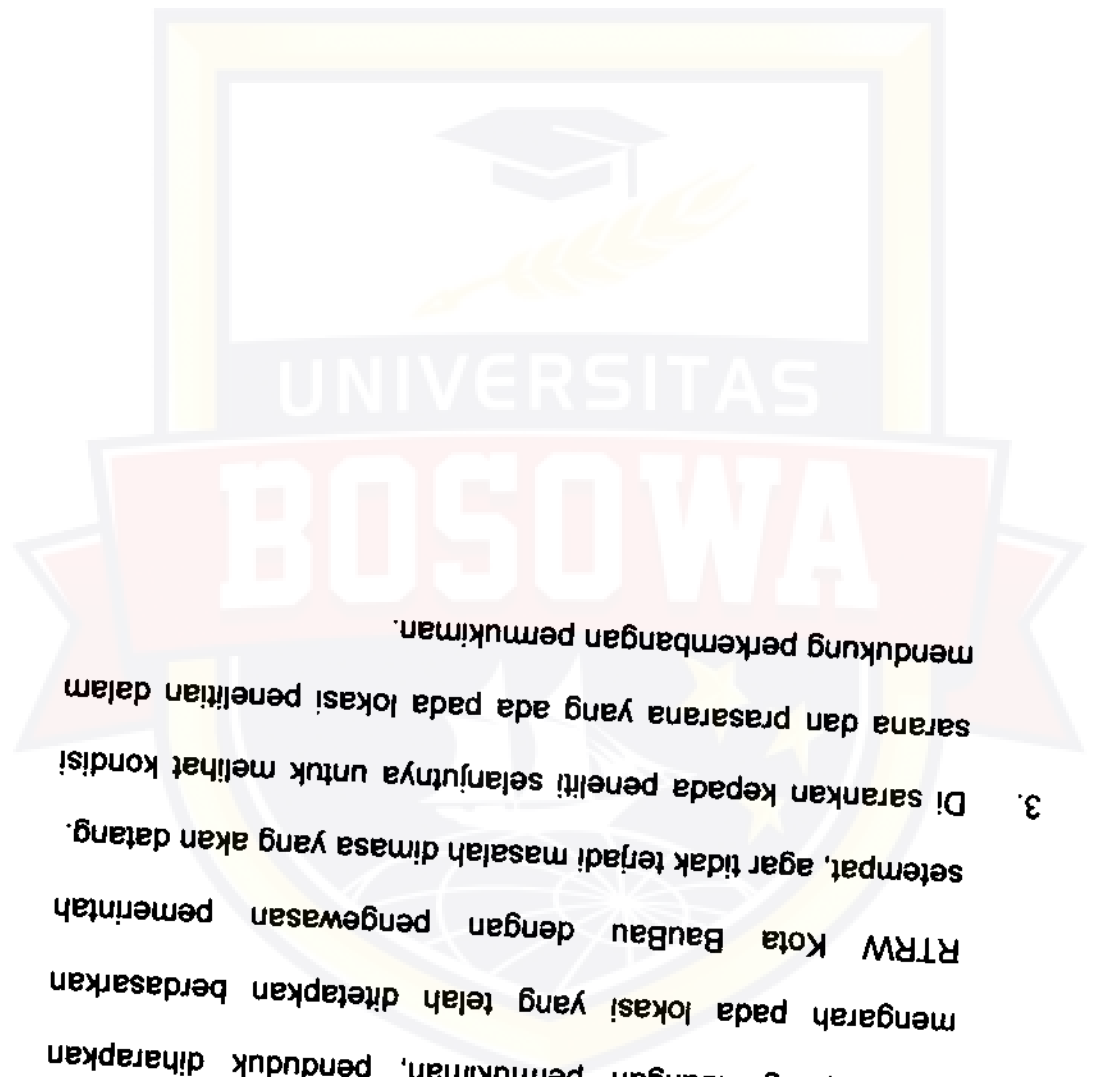 permukiman, penduduk diharapkan
mengarah pada lokasi yang telah ditetapkan berdasarkan
RTRW Kota BauBau dengan pengewasan pemerintah
setempat, agar tidak terjadi masalah dimasa yang akan datang.
3. Di sarankan kepada peneliti selanjutnya untuk melihat kondisi
sarana dan prasarana yang ada pada lokasi penelitian dalam
mendukung perkembangan permukiman.
UNIVERSITAS
BOSOWA